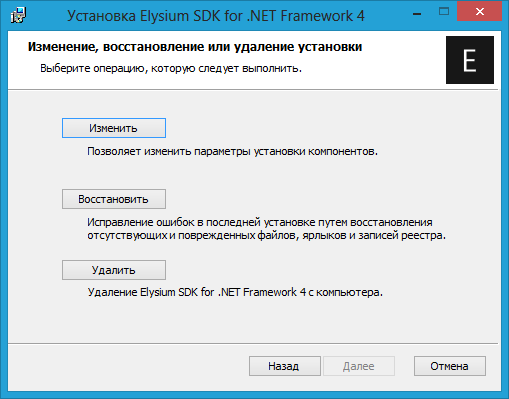 Установка Elysium SDK for .NET Framework 4
Изменение, восстановление или удаление установки
Выберите операцию, которую следует выполнить.
E
Изменить
Позволяет изменить параметры установки компонентов.
Восстановить
Исправление ошибок в последней установке путем восстановления
отсутствующих и поврежденных файлов, ярлыков и записей реестра.
Удалить
Удаление Elysium SDK for .NET Framework 4 с компьютера.
Назад Далее Отмена